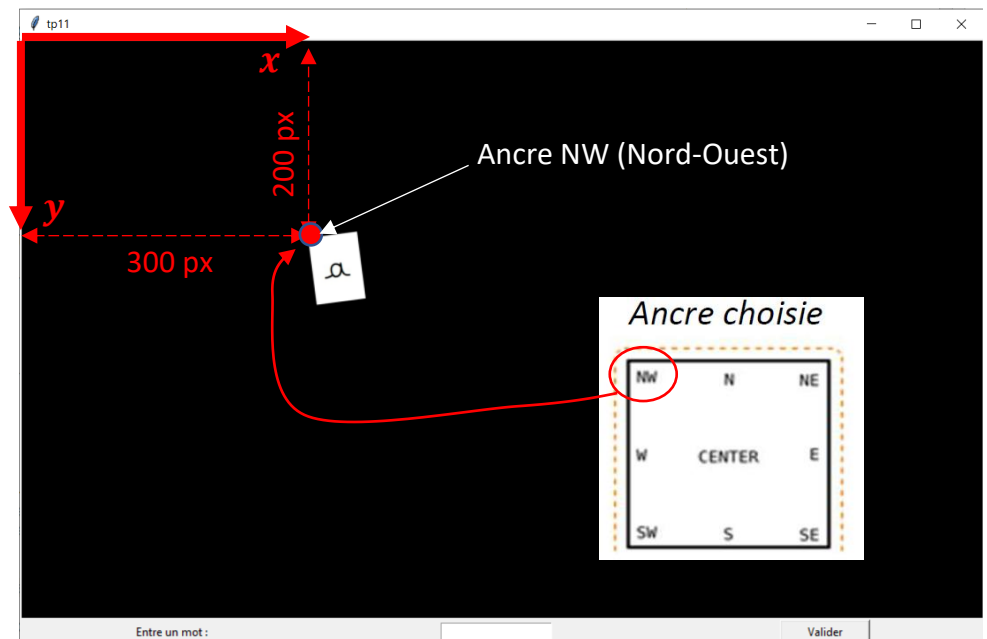 tp11
x
200 px
Ancre NW (Nord-Ouest)
y
300 px
a
Ancre choisie
NW N NE
W CENTER E
SW S SE
Entre un mot :
Valider